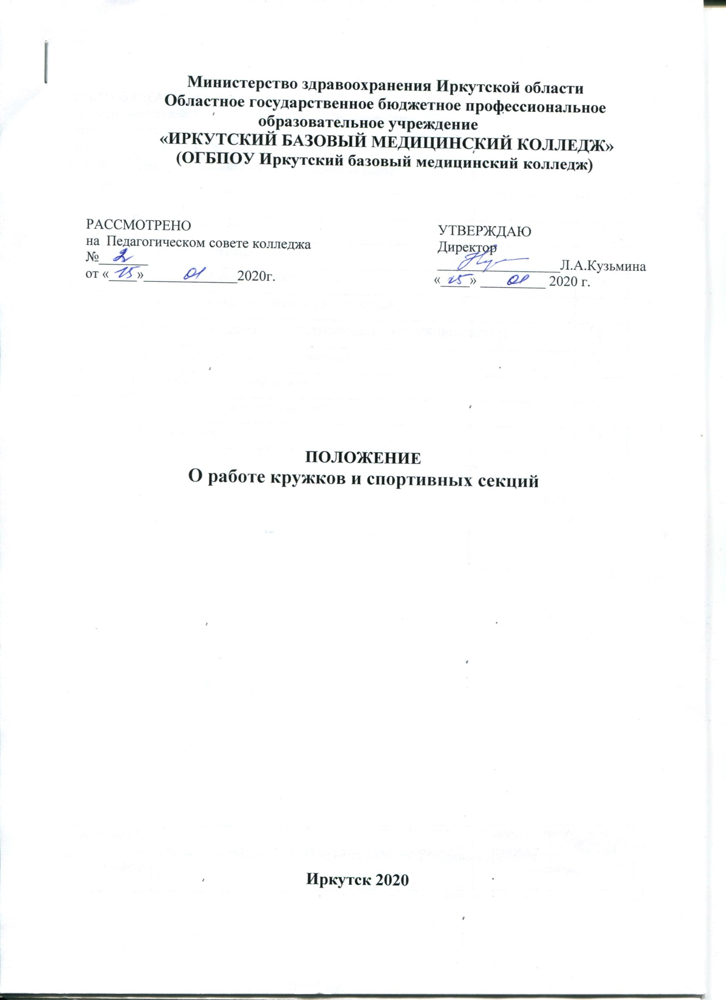 Министерство здравоохранения Иркутской области
Областное государственное бюджетное профессиональное
образовательное учреждение
«ИРКУТСКИЙ БАЗОВЫЙ МЕДИЦИНСКИЙ КОЛЛЕДЖ»
(ОГБПОУ Иркутский базовый медицинский колледж)
РАССМОТРЕНО
на Педагогическом совете колледжа
№ 2
от «15» 01 2020г.
УТВЕРЖДАЮ
Директор
Л.А.Кузьмина
«15» 01 2020 г.
ПОЛОЖЕНИЕ
О работе кружков и спортивных секций
Иркутск 2020